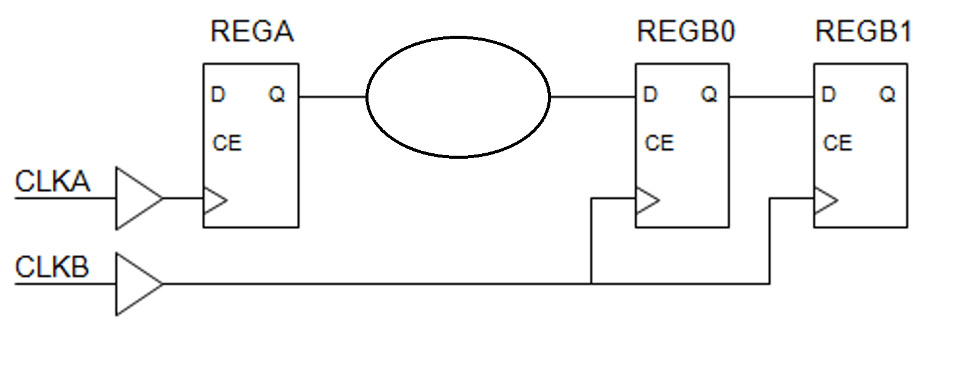 REGA
REGB0
REGB1
D Q
D Q
D Q
CE
CE
CE
CLKA
CLKB